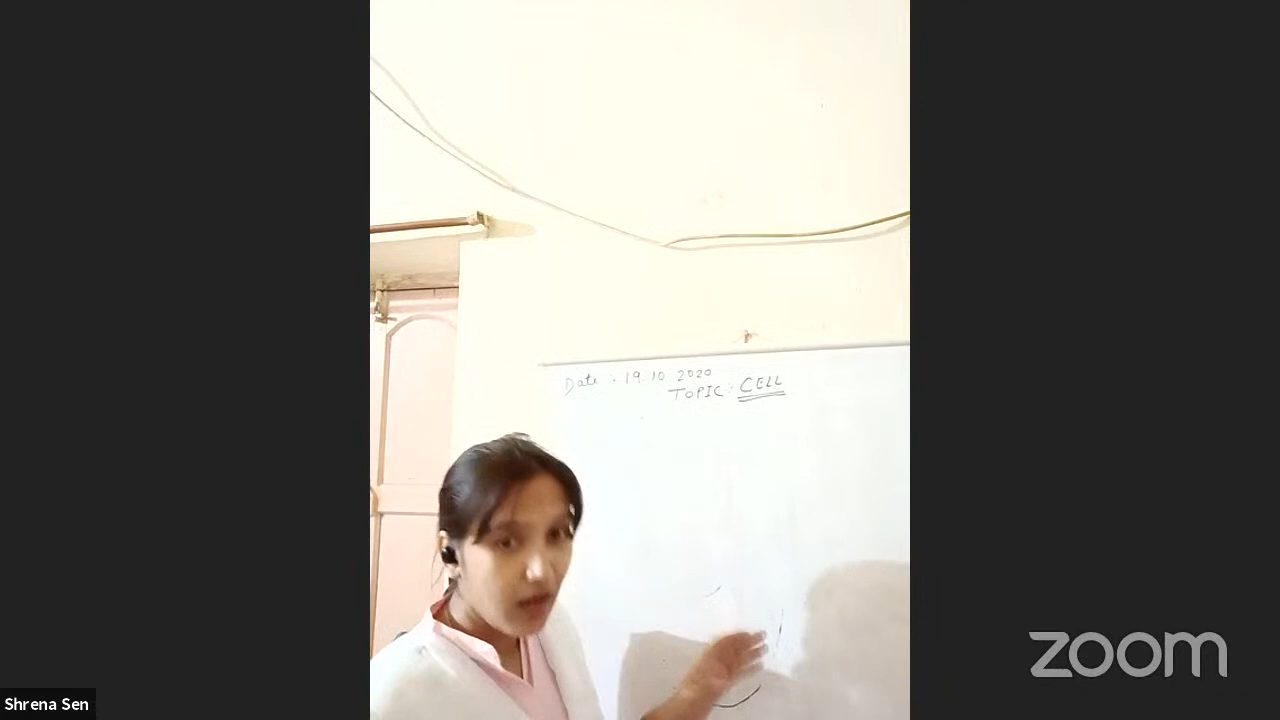 Date : 19.10 2020
TOPIC : CELL
Shrena Sen
zoom